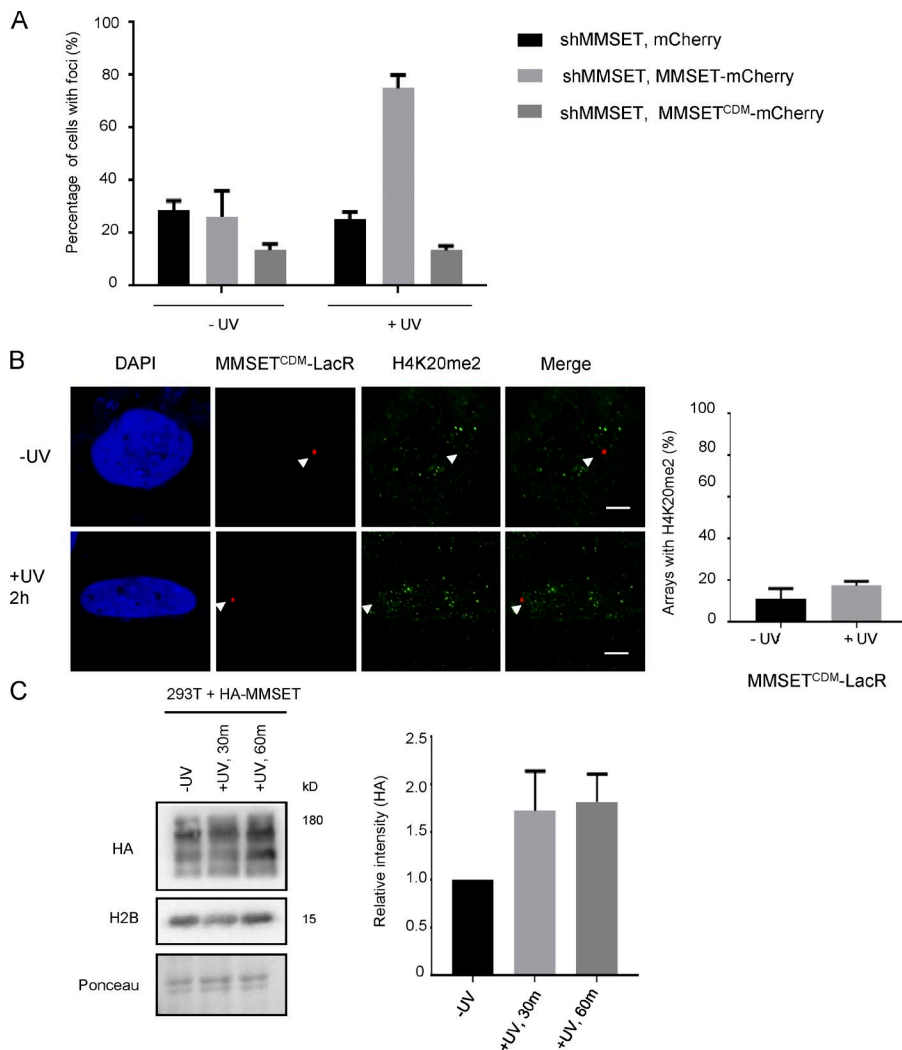 A
Percentage of cells with foci (%)
100
80
60
40
20
0
- UV
+ UV
shMMSET, mCherry
shMMSET, MMSET-mCherry
shMMSET, MMSETCDM-mCherry
B
DAPI
MMSETCDM-LacR
H4K20me2
Merge
-UV
+UV
2h
Arrays with H4K20me2 (%)
100
80
60
40
20
0
- UV
+ UV
MMSETCDM-LacR
C
293T + HA-MMSET
-UV
+UV, 30m
+UV, 60m
kD
HA
180
H2B
15
Ponceau
Relative intensity (HA)
2.5
2.0
1.5
1.0
0.5
0
-UV
+UV, 30m
+UV, 60m